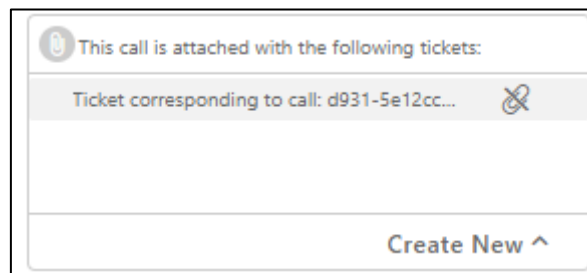 This call is attached with the following tickets:
Ticket corresponding to call: d931-5e12cc...
Create New